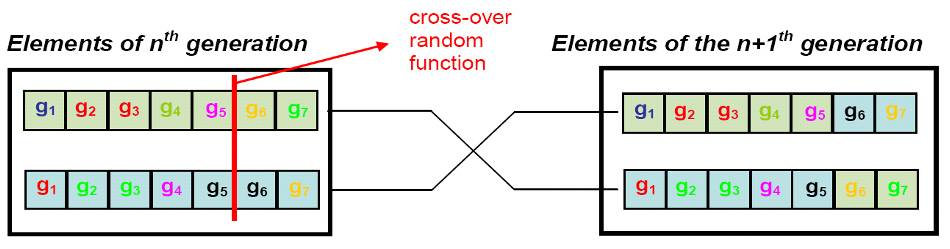 cross-over
random
function
Elements of nth generation
Elements of the n+1th generation
g1 g2 g3 g4 g5 g6 g7
g1 g2 g3 g4 g5 g6 g7
g1 g2 g3 g4 g5 g6 g7
g1 g2 g3 g4 g5 g6 g7